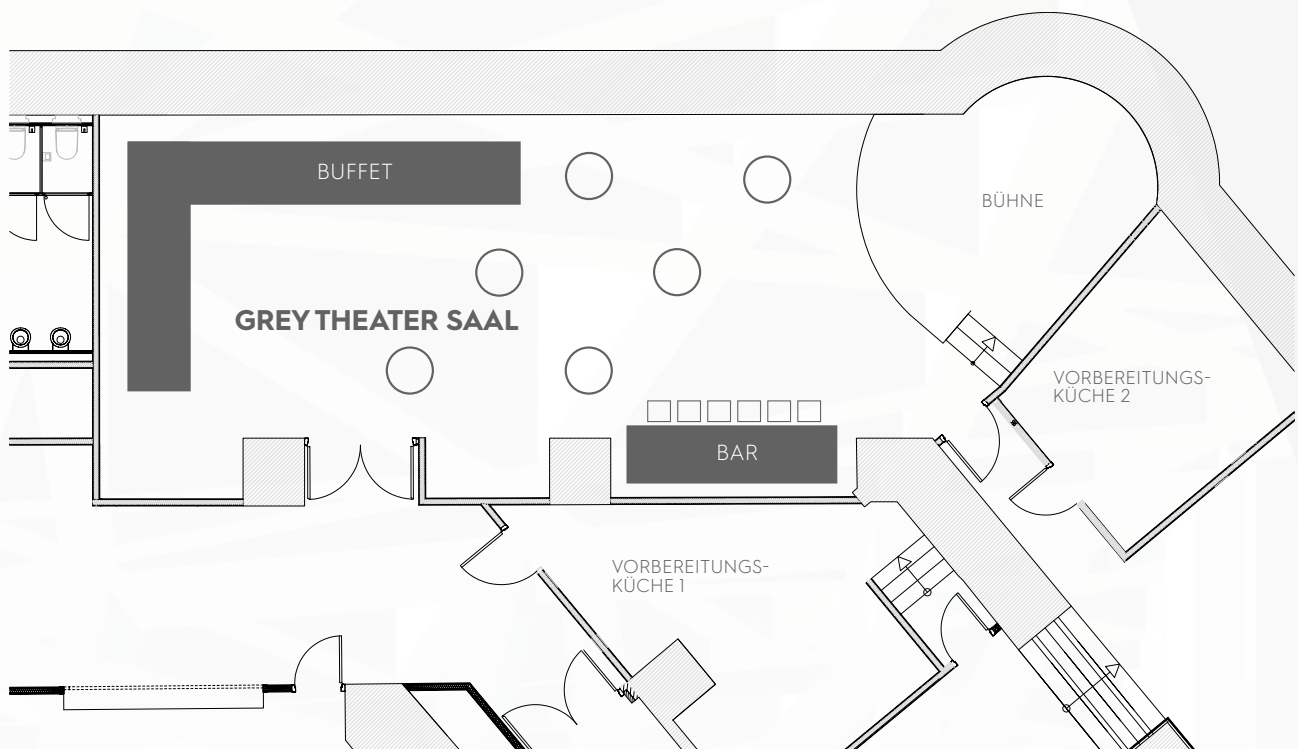 BUFFET
BÜHNE
GREY THEATER SAAL
VORBEREITUNGS-
KÜCHE 2
BAR
VORBEREITUNGS-
KÜCHE 1